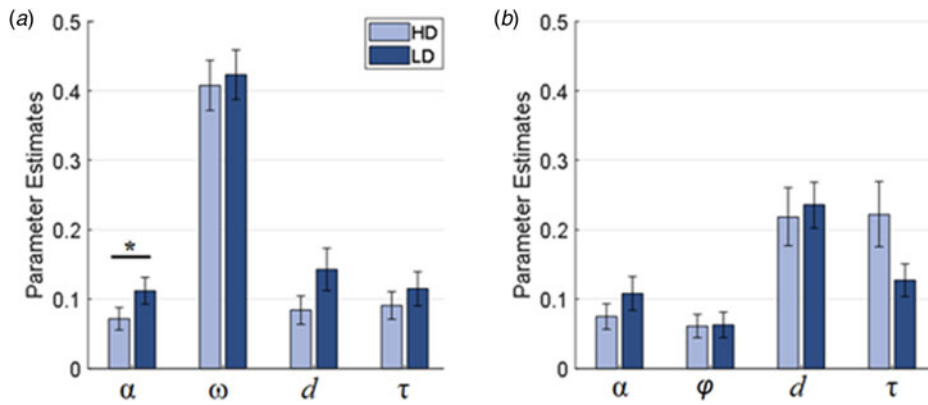 (a)
Parameter Estimates
0.5
0.4
0.3
0.2
0.1
0
HD
LD
*
α ω d τ
(b)
Parameter Estimates
0.5
0.4
0.3
0.2
0.1
0
α φ d τ